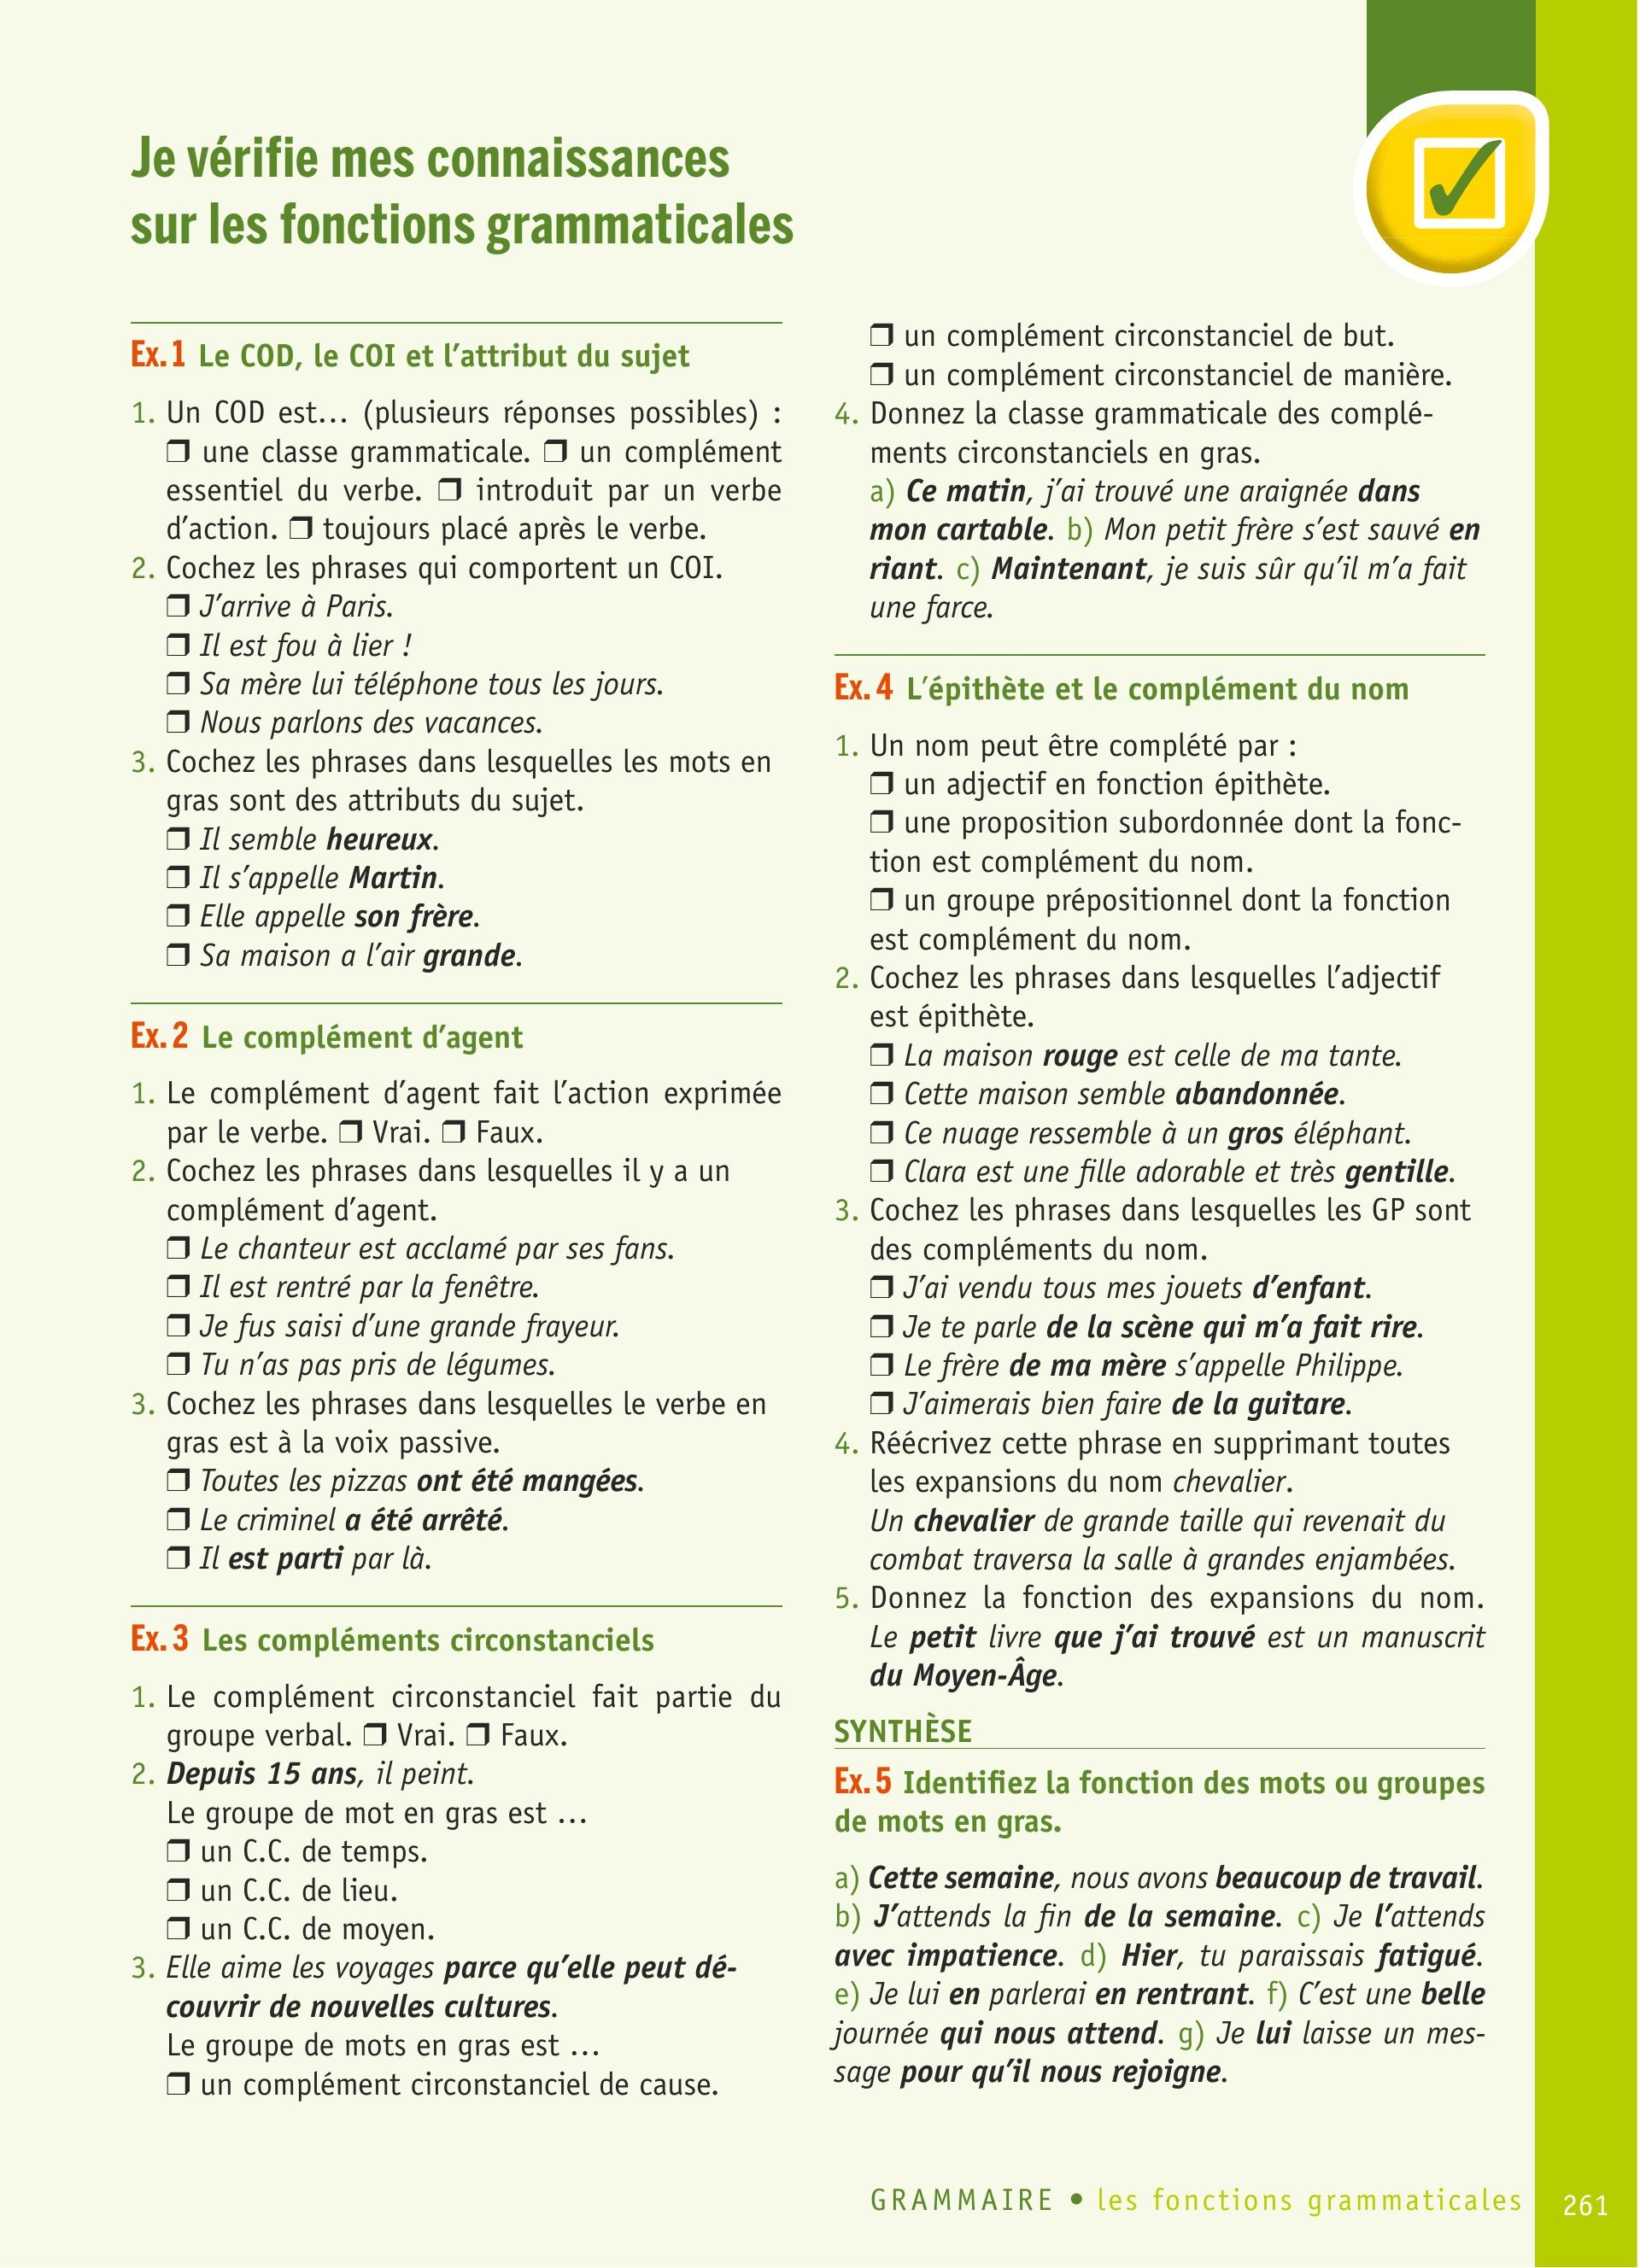 Je vérifie mes connaissances
sur les fonctions grammaticales
Ex. 1 Le COD, le COI et l’attribut du sujet
1. Un COD est… (plusieurs réponses possibles) :
❒ une classe grammaticale. ❒ un complément
essentiel du verbe. ❒ introduit par un verbe
d’action. ❒ toujours placé après le verbe.
2. Cochez les phrases qui comportent un COI.
❒ J’arrive à Paris.
❒ Il est fou à lier !
❒ Sa mère lui téléphone tous les jours.
❒ Nous parlons des vacances.
3. Cochez les phrases dans lesquelles les mots en
gras sont des attributs du sujet.
❒ Il semble heureux.
❒ Il s’appelle Martin.
❒ Elle appelle son frère.
❒ Sa maison a l’air grande.
Ex. 2 Le complément d’agent
1. Le complément d’agent fait l’action exprimée
par le verbe. ❒ Vrai. ❒ Faux.
2. Cochez les phrases dans lesquelles il y a un
complément d’agent.
❒ Le chanteur est acclamé par ses fans.
❒ Il est rentré par la fenêtre.
❒ Je fus saisi d’une grande frayeur.
❒ Tu n’as pas pris de légumes.
3. Cochez les phrases dans lesquelles le verbe en
gras est à la voix passive.
❒ Toutes les pizzas ont été mangées.
❒ Le criminel a été arrêté.
❒ Il est parti par là.
Ex. 3 Les compléments circonstanciels
1. Le complément circonstanciel fait partie du
groupe verbal. ❒ Vrai. ❒ Faux.
2. Depuis 15 ans, il peint.
Le groupe de mot en gras est …
❒ un C.C. de temps.
❒ un C.C. de lieu.
❒ un C.C. de moyen.
3. Elle aime les voyages parce qu’elle peut dé-
couvrir de nouvelles cultures.
Le groupe de mots en gras est …
❒ un complément circonstanciel de cause.
❒ un complément circonstanciel de but.
❒ un complément circonstanciel de manière.
4. Donnez la classe grammaticale des complé-
ments circonstanciels en gras.
a) Ce matin, j’ai trouvé une araignée dans
mon cartable. b) Mon petit frère s’est sauvé en
riant. c) Maintenant, je suis sûr qu’il m’a fait
une farce.
Ex. 4 L’épithète et le complément du nom
1. Un nom peut être complété par :
❒ un adjectif en fonction épithète.
❒ une proposition subordonnée dont la fonc-
tion est complément du nom.
❒ un groupe prépositionnel dont la fonction
est complément du nom.
2. Cochez les phrases dans lesquelles l’adjectif
est épithète.
❒ La maison rouge est celle de ma tante.
❒ Cette maison semble abandonnée.
❒ Ce nuage ressemble à un gros éléphant.
❒ Clara est une fille adorable et très gentille.
3. Cochez les phrases dans lesquelles les GP sont
des compléments du nom.
❒ J’ai vendu tous mes jouets d’enfant.
❒ Je te parle de la scène qui m’a fait rire.
❒ Le frère de ma mère s’appelle Philippe.
❒ J’aimerais bien faire de la guitare.
4. Réécrivez cette phrase en supprimant toutes
les expansions du nom chevalier.
Un chevalier de grande taille qui revenait du
combat traversa la salle à grandes enjambées.
5. Donnez la fonction des expansions du nom.
Le petit livre que j’ai trouvé est un manuscrit
du Moyen-Âge.
SYNTHÈSE
Ex. 5 Identifiez la fonction des mots ou groupes
de mots en gras.
a) Cette semaine, nous avons beaucoup de travail.
b) J’attends la fin de la semaine. c) Je l’attends
avec impatience. d) Hier, tu paraissais fatigué.
e) Je lui en parlerai en rentrant. f) C’est une belle
journée qui nous attend. g) Je lui laisse un mes-
sage pour qu’il nous rejoigne.
GRAMMAIRE • les fonctions grammaticales 261